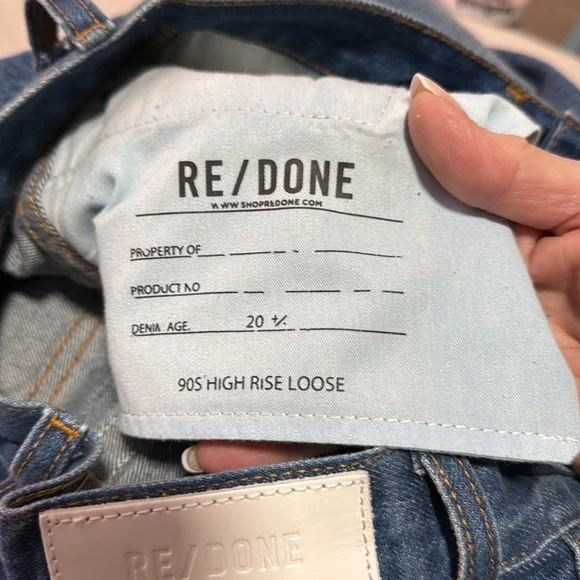 RE/DONE
WWW.SHOPREDONE.COM
PROPERTY OF
PRODUCT NO
DENIM AGE. 20 +/-
90S HIGH RISE LOOSE
RE/DONE